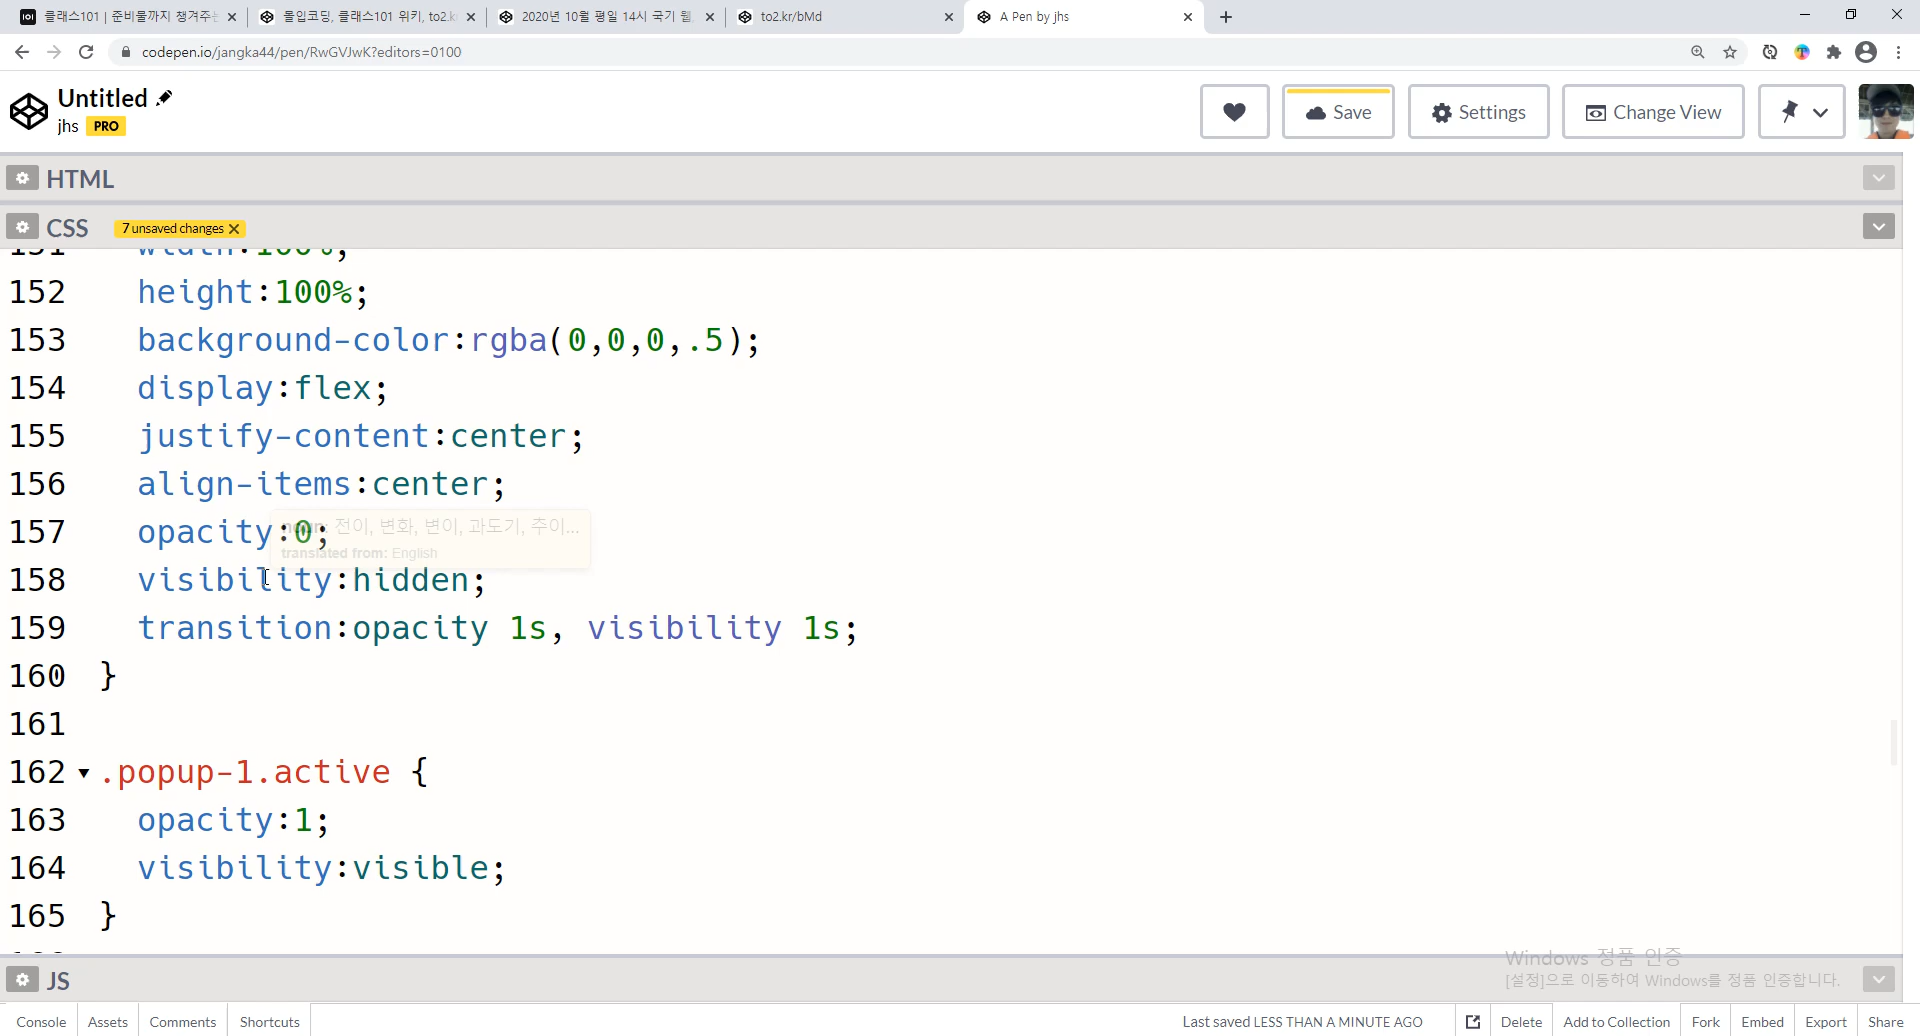 클래스101 | 준비물까지 챙겨주는
몰입코딩, 클래스101 위키, to2.k
2020년 10월 평일 14시 국기 웹
to2.kr/bMd
A Pen by jhs
codepen.io/jangka44/pen/RwGVJwK?editors=0100
Untitled
jhs PRO
Save
Settings
Change View
HTML
CSS 7 unsaved changes
151 width:100%;
152 height:100%;
153 background-color:rgba(0,0,0,.5);
154 display:flex;
155 justify-content:center;
156 align-items:center;
157 opacity:0;
noun: 전이, 변화, 변이, 과도기, 추이...
translated from: English
158 visibility:hidden;
159 transition:opacity 1s, visibility 1s;
160 }
161
162 .popup-1.active {
163 opacity:1;
164 visibility:visible;
165 }
Windows 정품 인증
[설정]으로 이동하여 Windows를 정품 인증합니다.
JS
Console Assets Comments Shortcuts
Last saved LESS THAN A MINUTE AGO
Delete Add to Collection Fork Embed Export Share